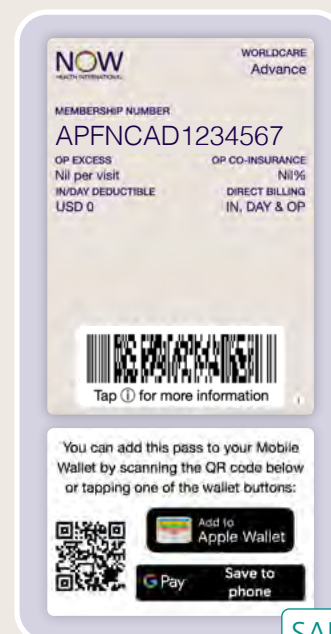 NOW
HEALTH INTERNATIONAL
WORLDCARE
Advance
MEMBERSHIP NUMBER
APFNCAD1234567
OP EXCESS OP CO-INSURANCE
Nil per visit Nil%
IN/DAY DEDUCTIBLE DIRECT BILLING
USD 0 IN, DAY & OP
Tap ⓘ for more information
You can add this pass to your Mobile
Wallet by scanning the QR code below
or tapping one of the wallet buttons:
Add to
Apple Wallet
G Pay Save to
phone